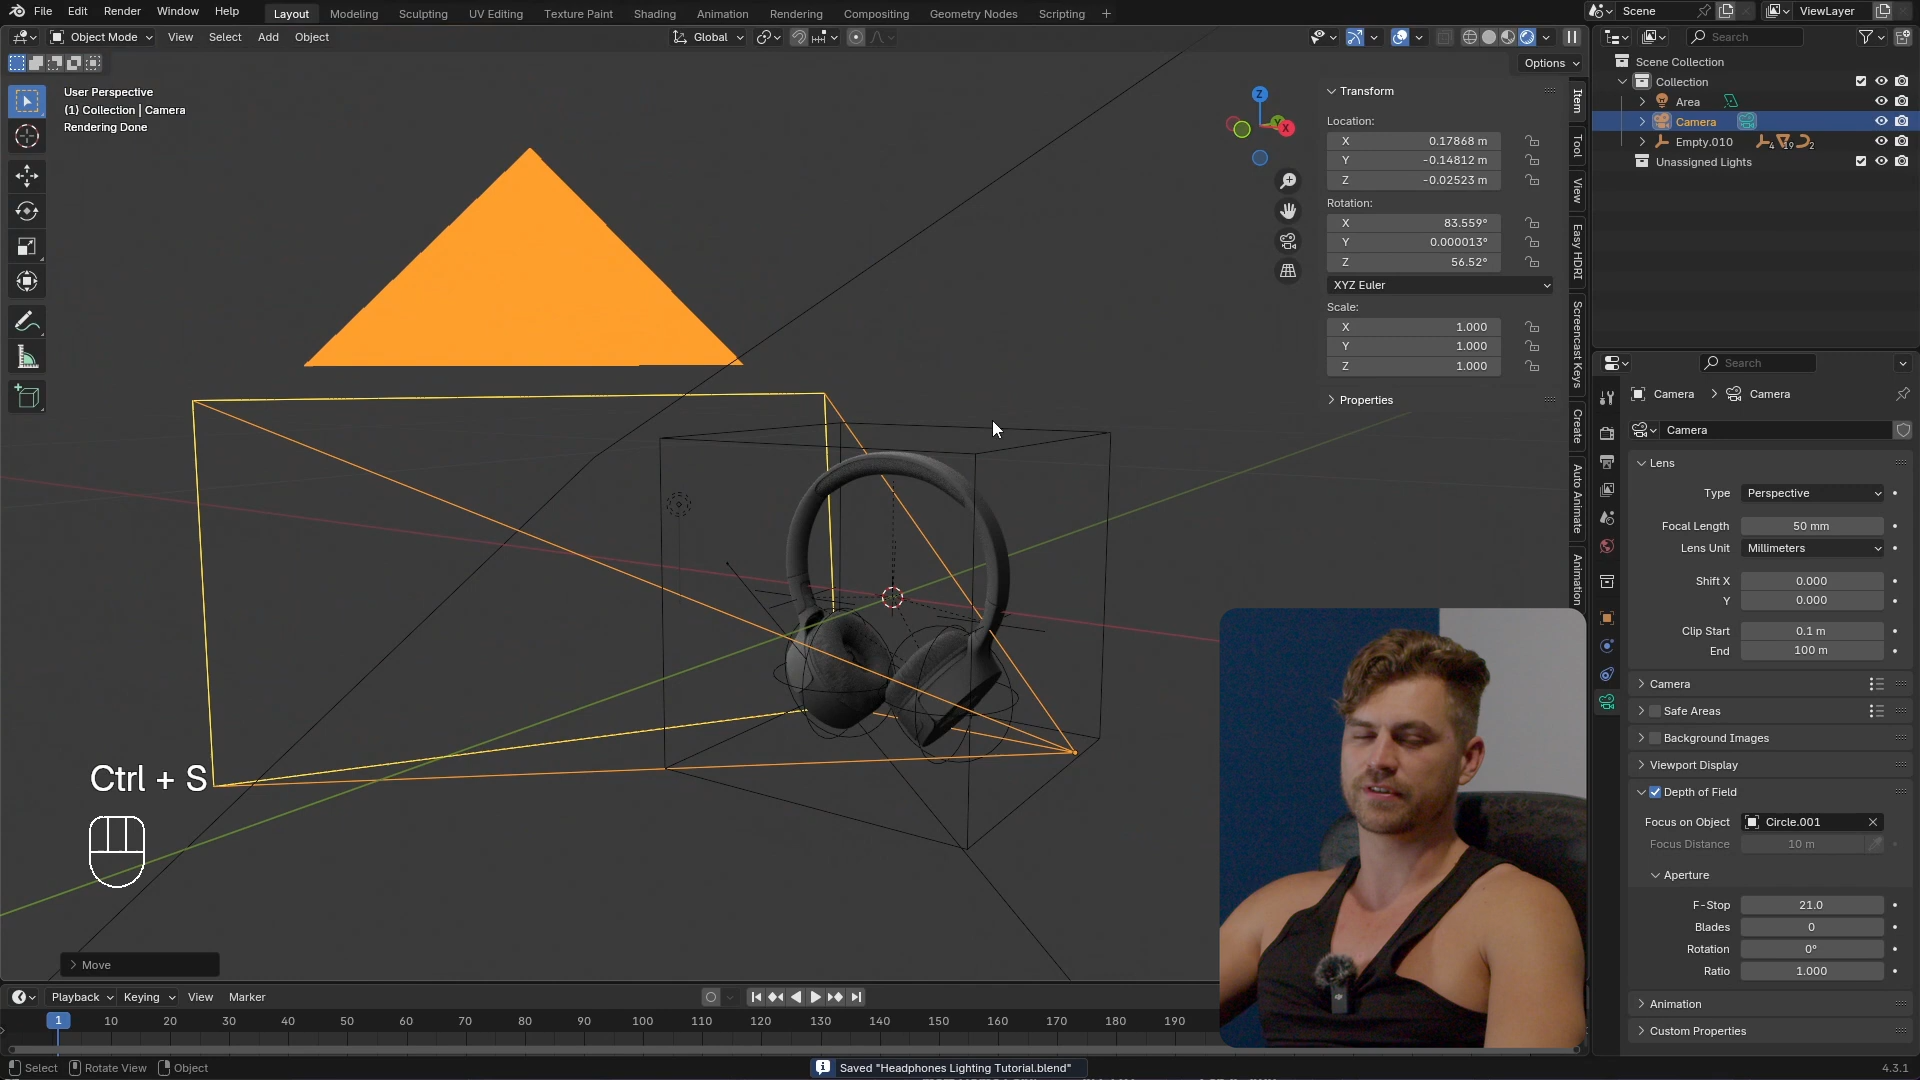 File Edit Render Window Help
Layout Modeling Sculpting UV Editing Texture Paint Shading Animation Rendering Compositing Geometry Nodes Scripting +
Scene
ViewLayer
Object Mode View Select Add Object
Global
Options
User Perspective
(1) Collection | Camera
Rendering Done
Z
Y
X
Transform
Location:
X 0.17868 m
Y -0.14812 m
Z -0.02523 m
Rotation:
X 83.559°
Y 0.000013°
Z 56.52°
XYZ Euler
Scale:
X 1.000
Y 1.000
Z 1.000
Properties
Item
Tool
View
Easy HDRI
Screencast Keys
Create
Auto Animate
Animation
Search
Scene Collection
Collection
Area
Camera
Empty.010 4 19 2
Unassigned Lights
Search
Camera > Camera
Camera
Lens
Type Perspective
Focal Length 50 mm
Lens Unit Millimeters
Shift X 0.000
Y 0.000
Clip Start 0.1 m
End 100 m
Camera
Safe Areas
Background Images
Viewport Display
Depth of Field
Focus on Object Circle.001
Focus Distance 10 m
Aperture
F-Stop 21.0
Blades 0
Rotation 0°
Ratio 1.000
Animation
Custom Properties
Ctrl + S
Move
Playback Keying View Marker
1 10 20 30 40 50 60 70 80 90 100 110 120 130 140 150 160 170 180 190
Select Rotate View Object
Saved "Headphones Lighting Tutorial.blend"
4.3.1